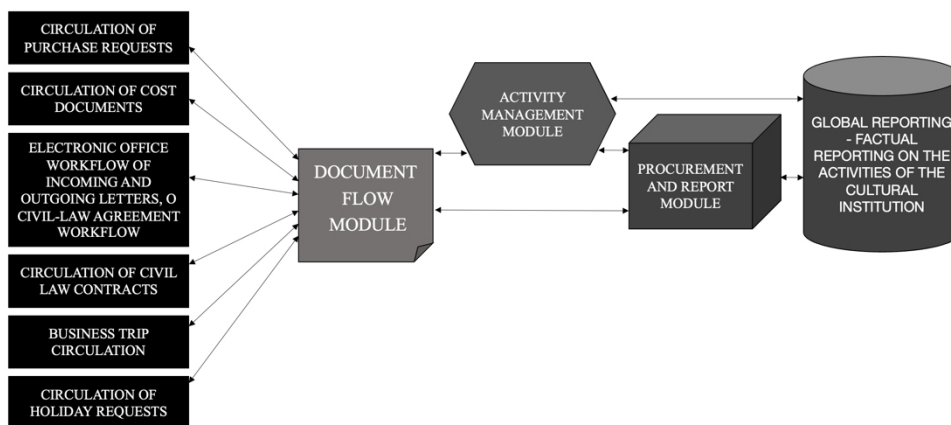 CIRCULATION OF
PURCHASE REQUESTS
CIRCULATION OF COST
DOCUMENTS
ELECTRONIC OFFICE
WORKFLOW OF
INCOMING AND
OUTGOING LETTERS, O
CIVIL-LAW AGREEMENT
WORKFLOW
CIRCULATION OF CIVIL
LAW CONTRACTS
BUSINESS TRIP
CIRCULATION
CIRCULATION OF
HOLIDAY REQUESTS
DOCUMENT
FLOW
MODULE
ACTIVITY
MANAGEMENT
MODULE
PROCUREMENT
AND REPORT
MODULE
GLOBAL REPORTING
- FACTUAL
REPORTING ON THE
ACTIVITIES OF THE
CULTURAL
INSTITUTION